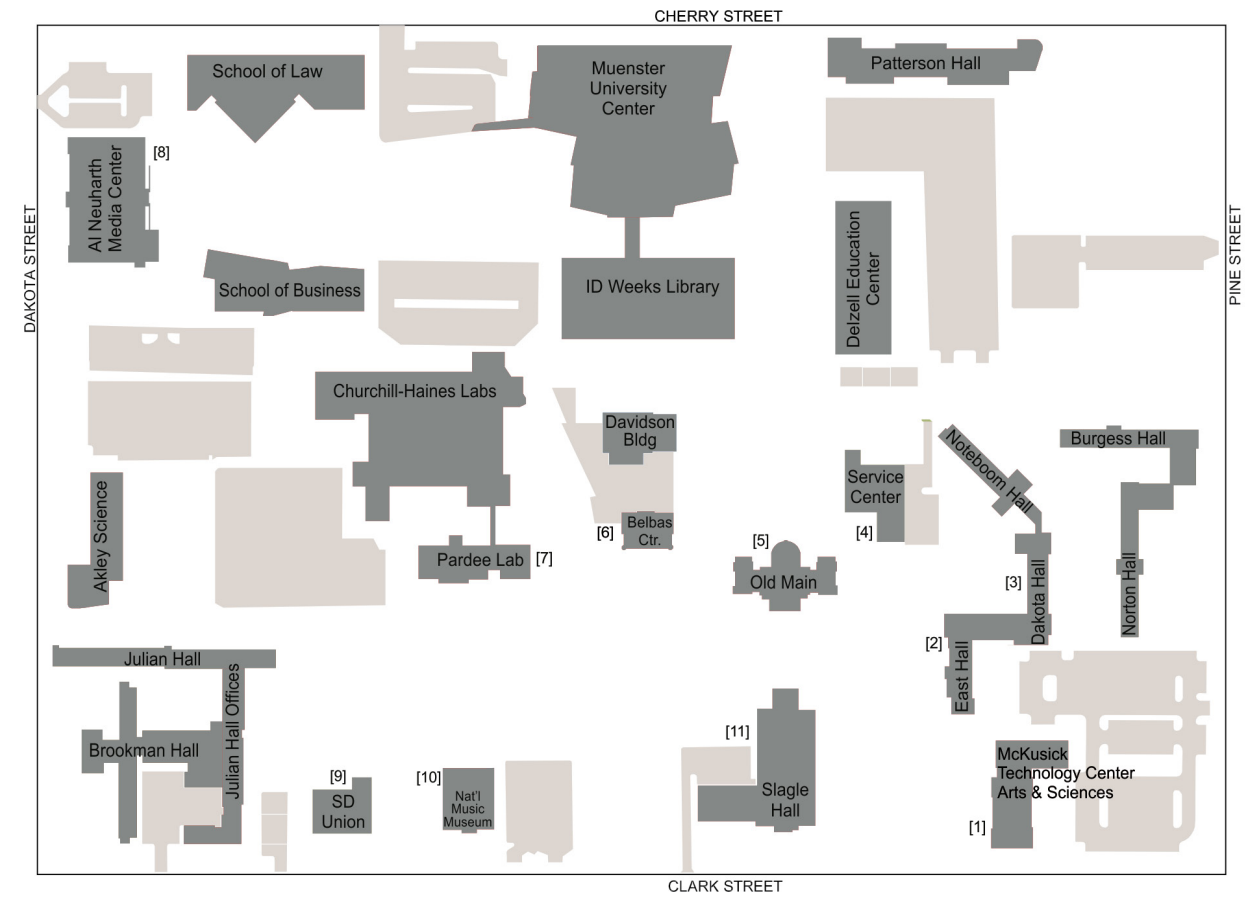 CHERRY STREET
School of Law
Muenster
University
Center
Patterson Hall
[8]
Al Neuharth
Media Center
DAKOTA STREET
PINE STREET
School of Business
ID Weeks Library
Delzell Education
Center
Churchill-Haines Labs
Davidson
Bldg
Noteboom Hall
Burgess Hall
Service
Center
[4]
Akley Science
[6]
Belbas
Ctr.
Pardee Lab
[7]
[5]
Old Main
[3]
Dakota Hall
Norton Hall
[2]
East Hall
Julian Hall
Julian Hall Offices
Brookman Hall
[9]
SD
Union
[10]
Nat'l
Music
Museum
[11]
Slagle
Hall
McKusick
Technology Center
Arts & Sciences
[1]
CLARK STREET